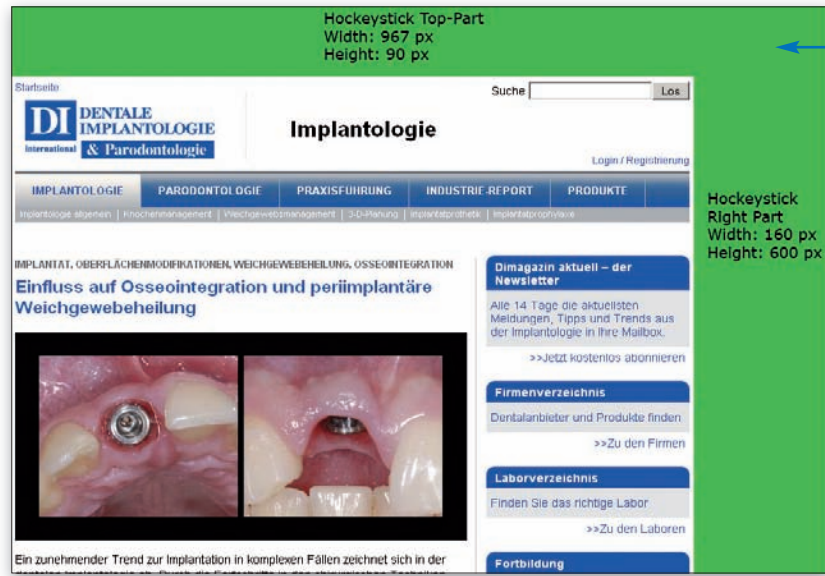 Hockeystick Top-Part
Width: 967 px
Height: 90 px
Startseite
Suche
Los
DI DENTALE
IMPLANTOLOGIE
international & Parodontologie
Implantologie
Login / Registrierung
IMPLANTOLOGIE PARODONTOLOGIE PRAXISFÜHRUNG INDUSTRIE-REPORT PRODUKTE
Implantologie allgemein | Knochenmanagement | Weichgewebsmanagement | 3-D-Planung | Implantatprothetik | Implantatprophylaxe
Hockeystick
Right Part
Width: 160 px
Height: 600 px
IMPLANTAT, OBERFLÄCHENMODIFIKATIONEN, WEICHGEWEBEHEILUNG, OSSEOINTEGRATION
Einfluss auf Osseointegration und periimplantäre
Weichgewebeheilung
Dimagazin aktuell – der
Newsletter
Alle 14 Tage die aktuellsten
Meldungen, Tipps und Trends aus
der Implantologie in Ihre Mailbox.
>>Jetzt kostenlos abonnieren
Firmenverzeichnis
Dentalanbieter und Produkte finden
>>Zu den Firmen
Laborverzeichnis
Finden Sie das richtige Labor
>>Zu den Laboren
Fortbildung
Ein zunehmender Trend zur Implantation in komplexen Fällen zeichnet sich in der